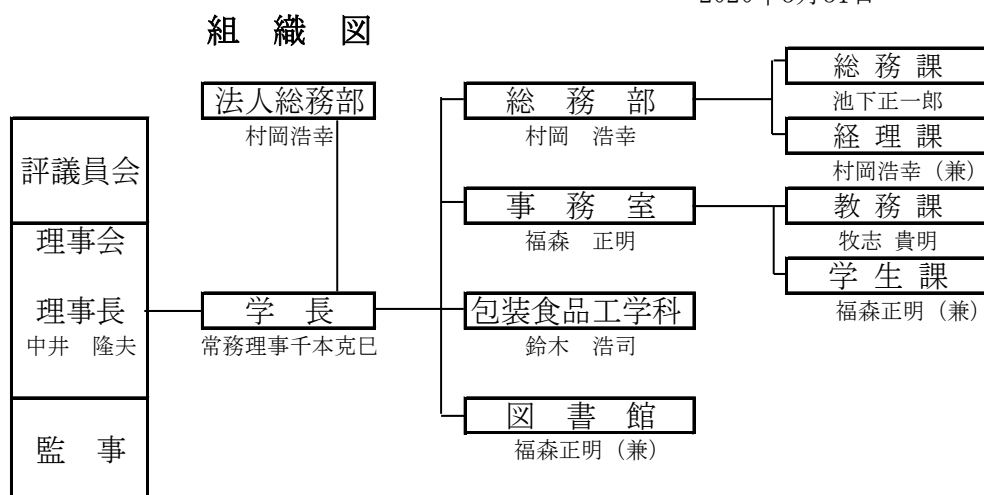 組 織 図
法人総務部
村岡浩幸
総 務 部
村岡 浩幸
総 務 課
池下正一郎
経 理 課
村岡浩幸（兼）
評議員会
事 務 室
福森 正明
教 務 課
牧志 貴明
学 生 課
福森正明（兼）
理事会
理事長
中井 隆夫
学 長
常務理事千本克巳
包装食品工学科
鈴木 浩司
図 書 館
福森正明（兼）
監 事